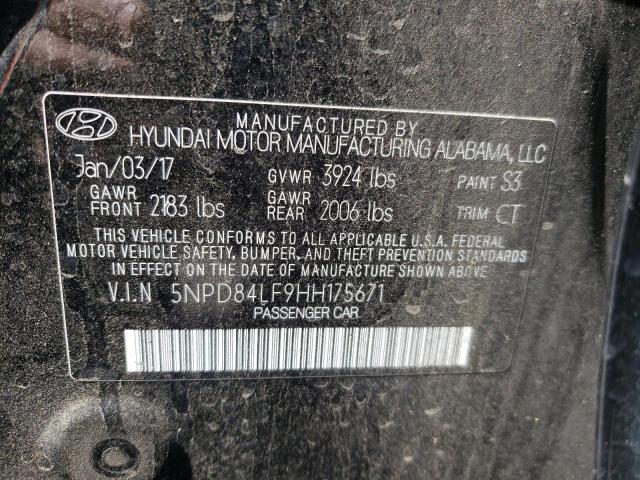 MANUFACTURED BY
HYUNDAI MOTOR MANUFACTURING ALABAMA, LLC
Jan/03/17 GVWR 3924 lbs PAINT S3
GAWR FRONT 2183 lbs GAWR REAR 2006 lbs TRIM CT
THIS VEHICLE CONFORMS TO ALL APPLICABLE U.S.A. FEDERAL
MOTOR VEHICLE SAFETY, BUMPER, AND THEFT PREVENTION STANDARDS
IN EFFECT ON THE DATE OF MANUFACTURE SHOWN ABOVE.
V.I.N 5NPD84LF9HH175671
PASSENGER CAR